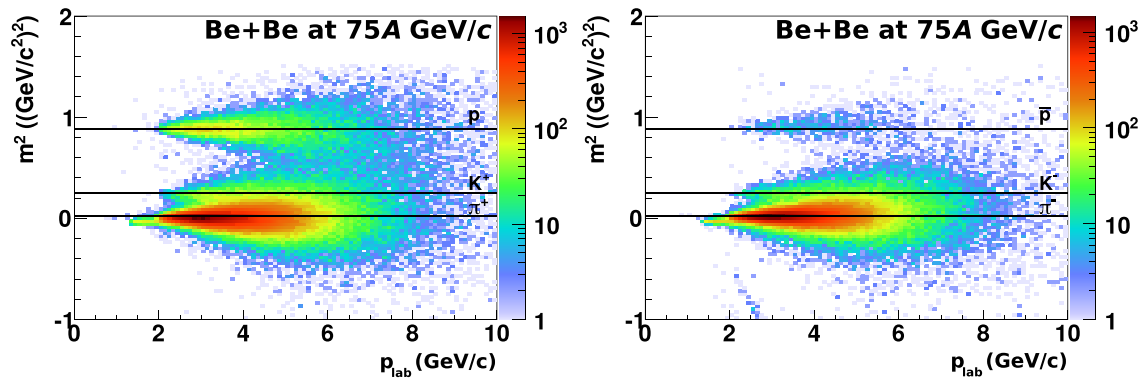 Be+Be at 75A GeV/c
m² ((GeV/c²)²)
2
1
0
-1
p
K⁺
π⁺
10³
10²
10
1
0 2 4 6 8 10
p_lab (GeV/c)
Be+Be at 75A GeV/c
m² ((GeV/c²)²)
2
1
0
-1
p̅
K⁻
π⁻
10³
10²
10
1
0 2 4 6 8 10
p_lab (GeV/c)